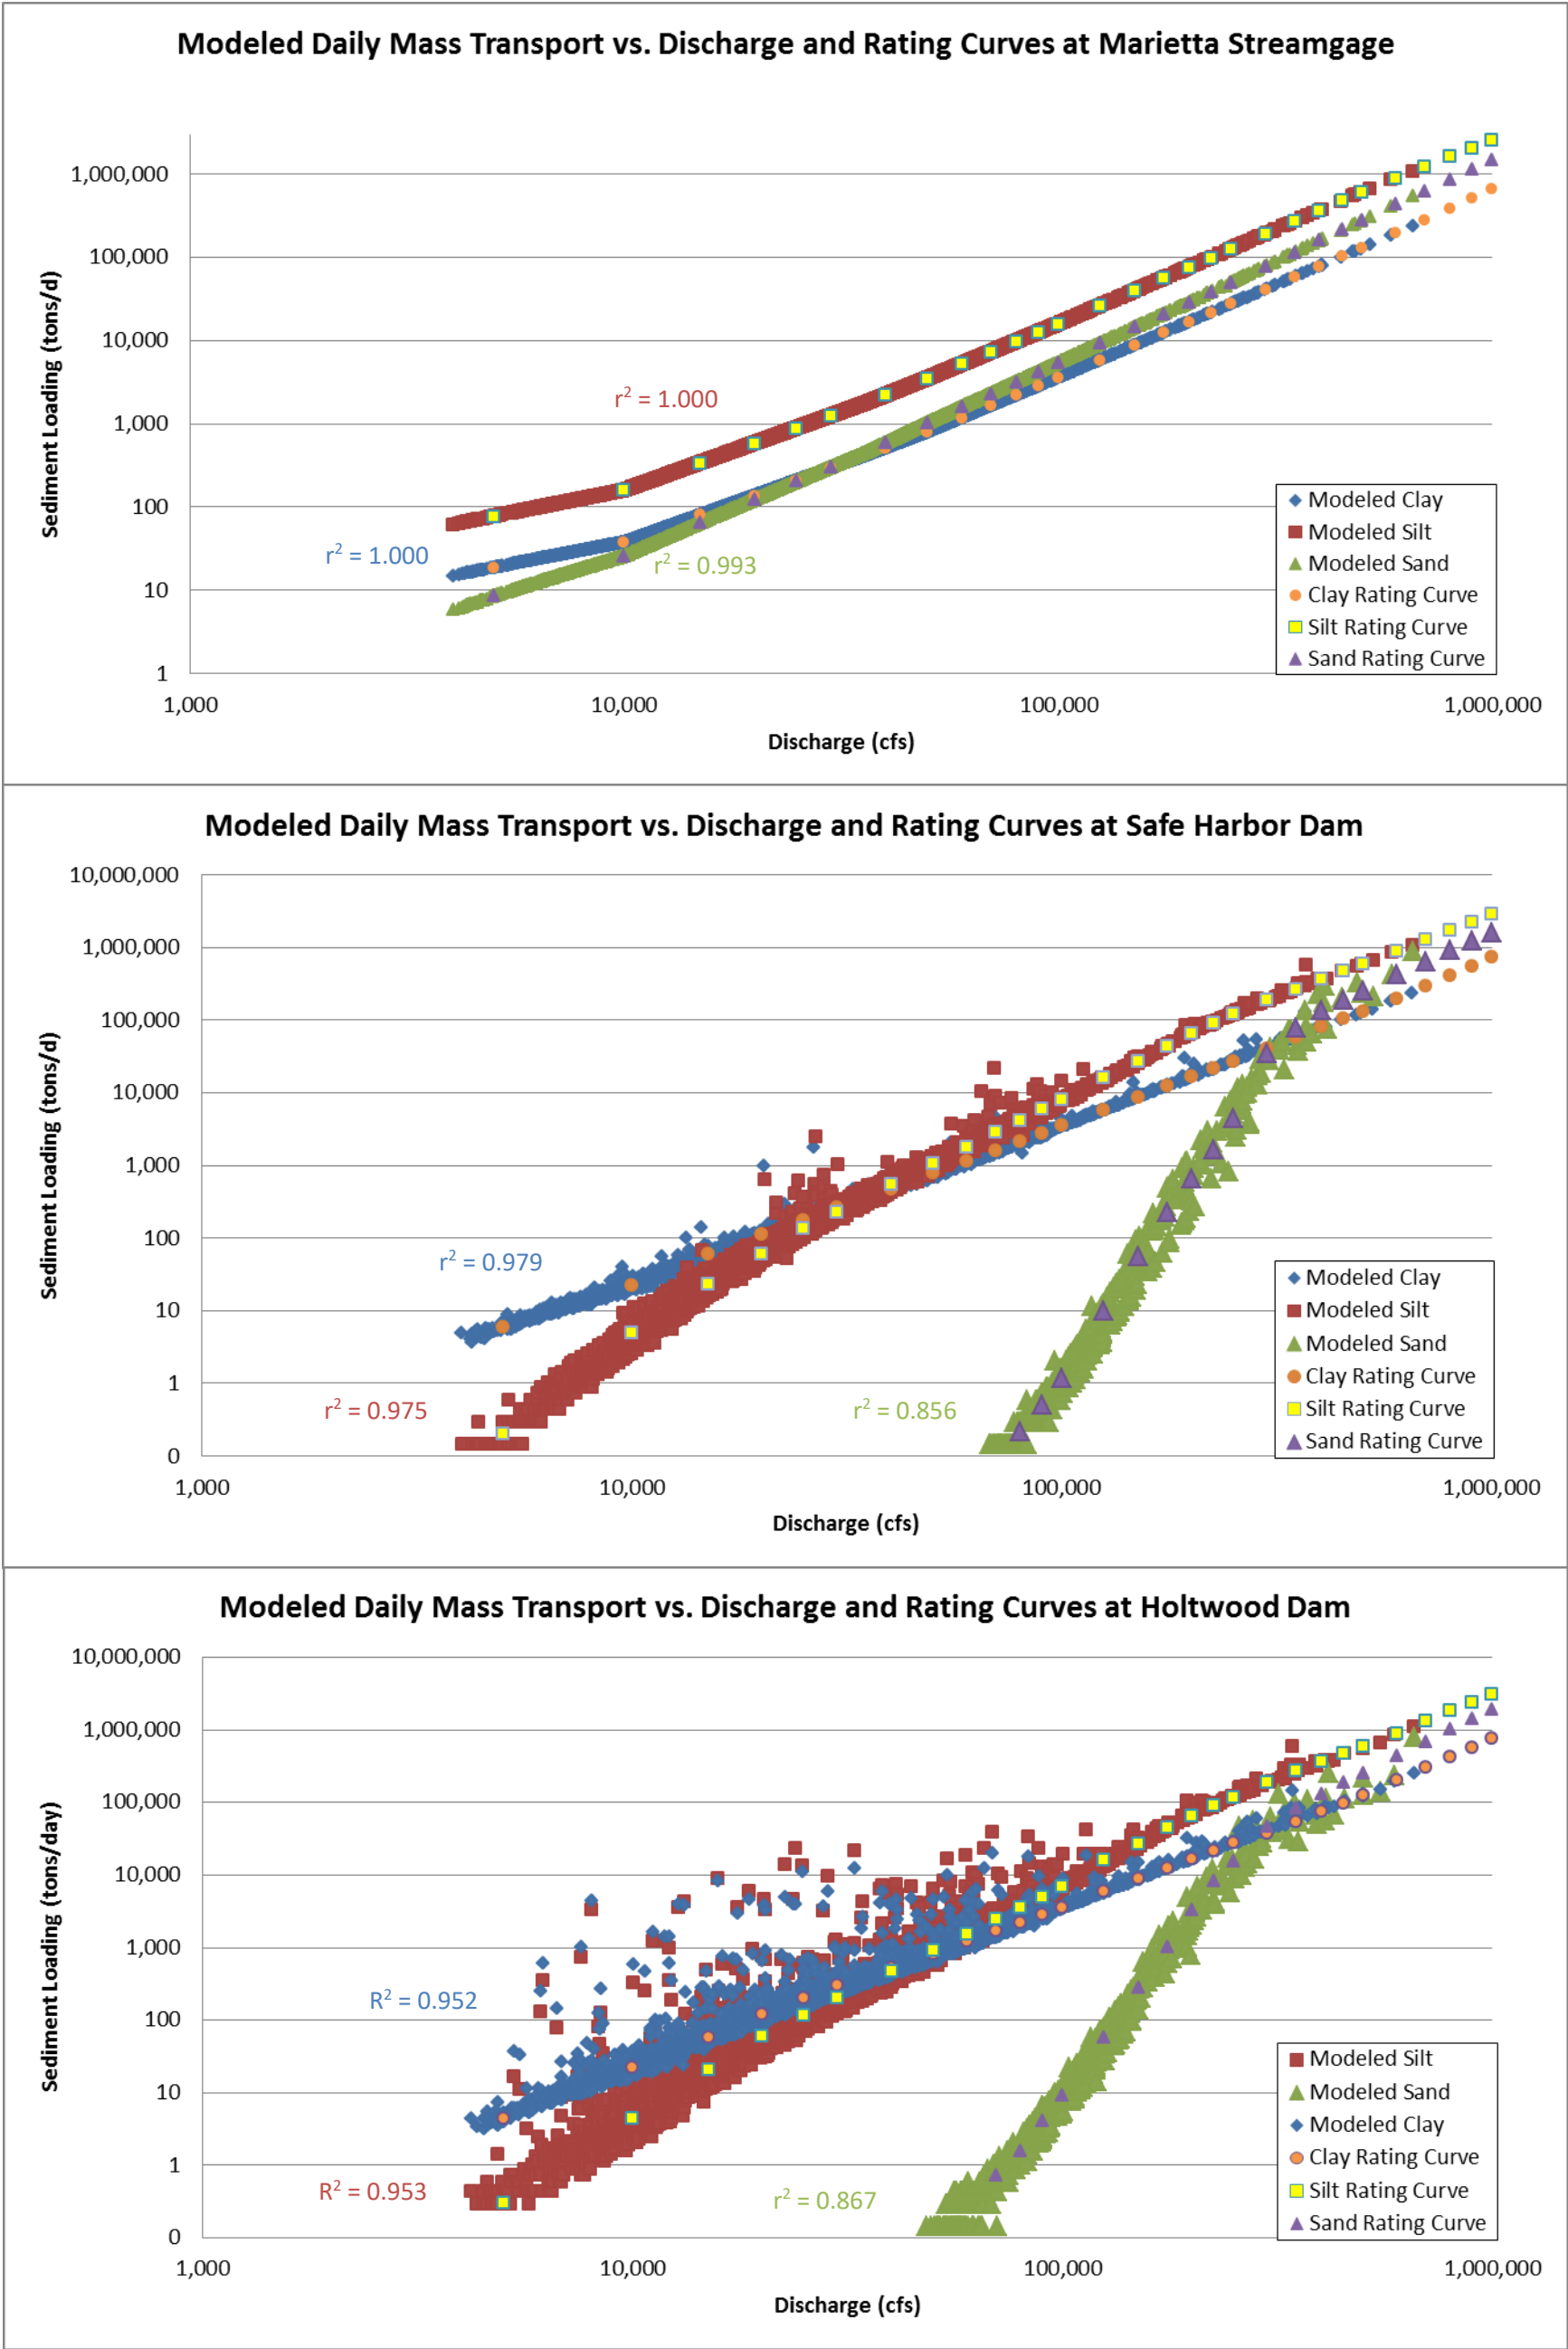 Modeled Daily Mass Transport vs. Discharge and Rating Curves at Marietta Streamgage
1,000,000
100,000
10,000
1,000
100
10
1
Sediment Loading (tons/d)
r² = 1.000
r² = 1.000
r² = 0.993
Modeled Clay
Modeled Silt
Modeled Sand
Clay Rating Curve
Silt Rating Curve
Sand Rating Curve
1,000 10,000 100,000 1,000,000
Discharge (cfs)
Modeled Daily Mass Transport vs. Discharge and Rating Curves at Safe Harbor Dam
10,000,000
1,000,000
100,000
10,000
1,000
100
10
1
0
Sediment Loading (tons/d)
r² = 0.979
r² = 0.975
r² = 0.856
Modeled Clay
Modeled Silt
Modeled Sand
Clay Rating Curve
Silt Rating Curve
Sand Rating Curve
1,000 10,000 100,000 1,000,000
Discharge (cfs)
Modeled Daily Mass Transport vs. Discharge and Rating Curves at Holtwood Dam
10,000,000
1,000,000
100,000
10,000
1,000
100
10
1
0
Sediment Loading (tons/day)
R² = 0.952
R² = 0.953
r² = 0.867
Modeled Silt
Modeled Sand
Modeled Clay
Clay Rating Curve
Silt Rating Curve
Sand Rating Curve
1,000 10,000 100,000 1,000,000
Discharge (cfs)